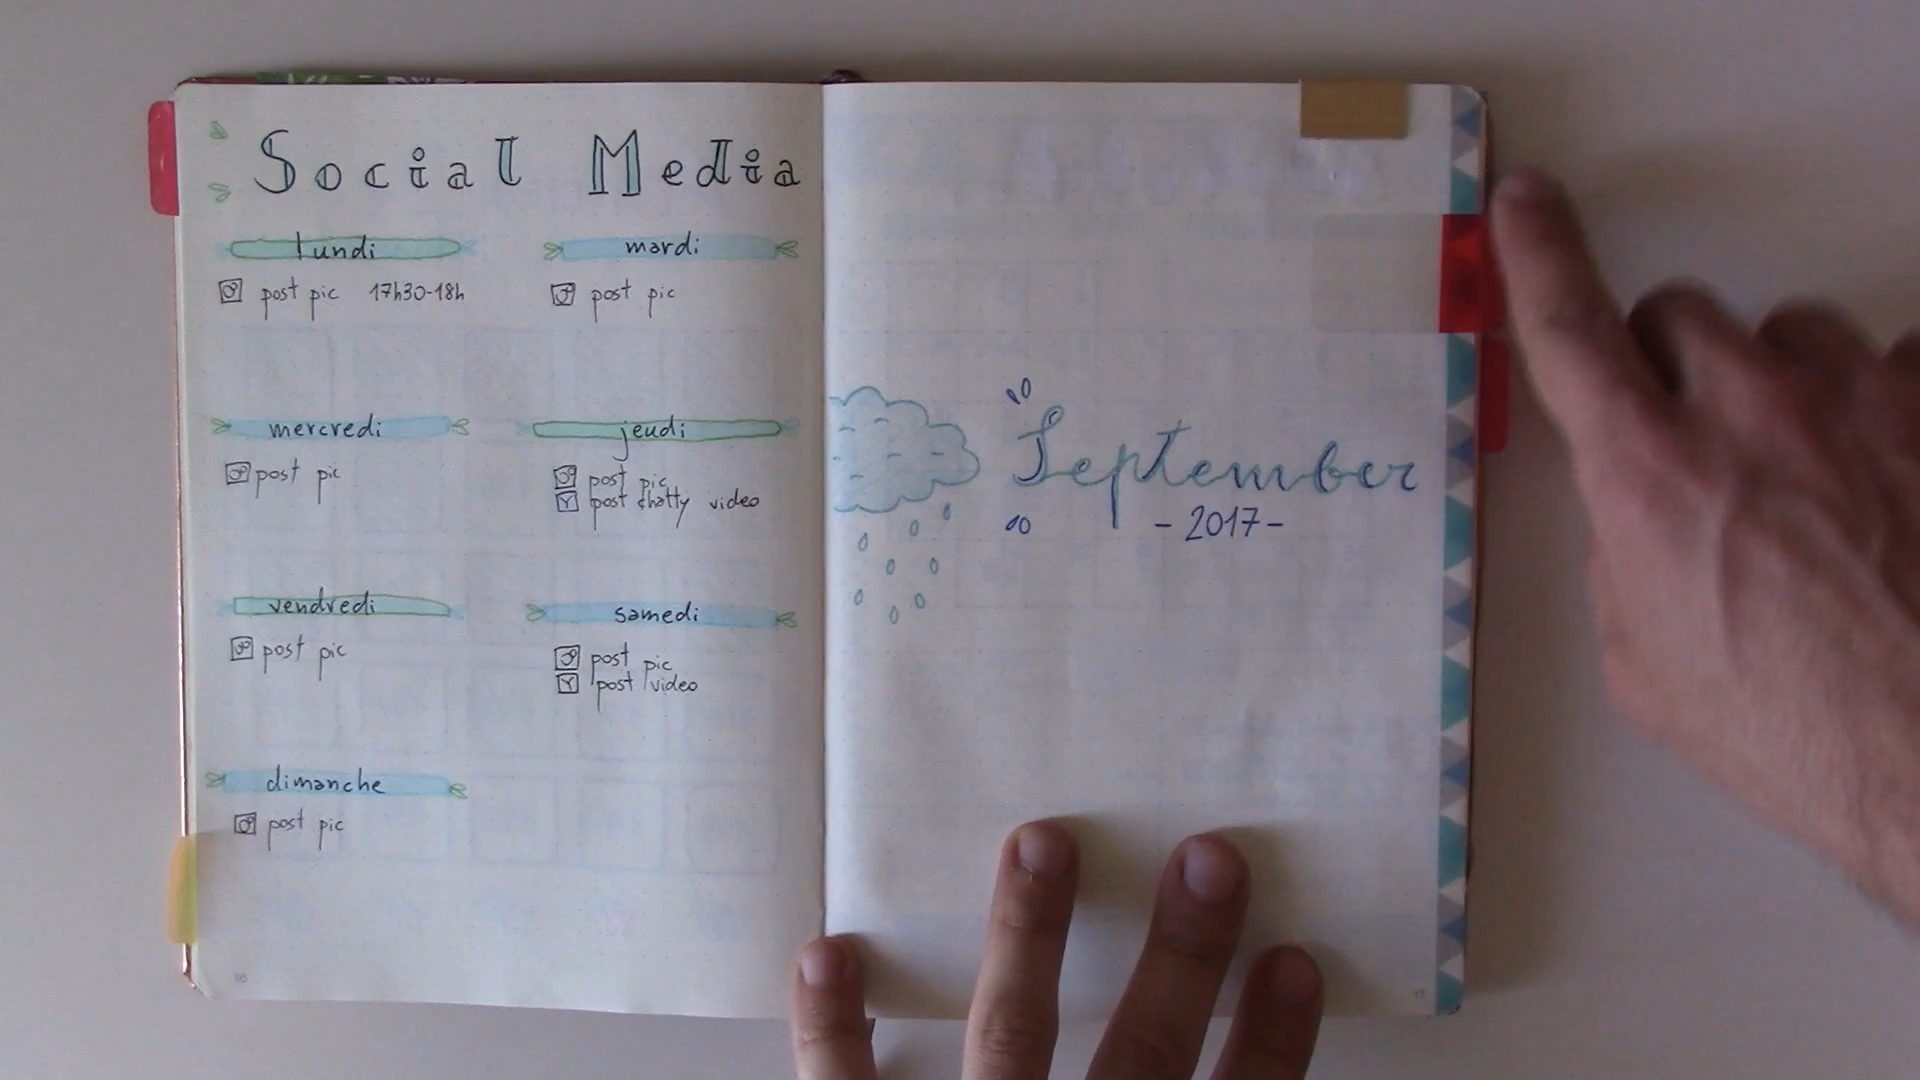 Social Media
lundi
post pic 17h30-18h
mardi
post pic
mercredi
post pic
jeudi
post pic
Y post chatty video
vendredi
post pic
samedi
post pic
Y post video
dimanche
post pic
September
- 2017 -